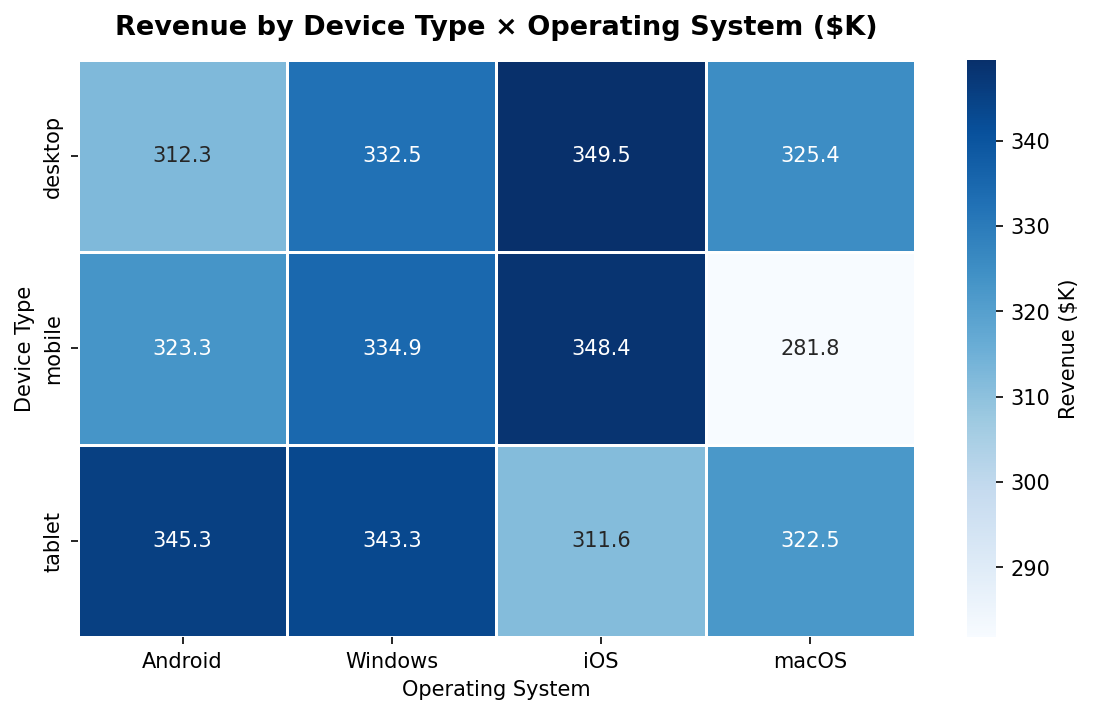 Revenue by Device Type × Operating System ($K)
Device Type
desktop
312.3
332.5
349.5
325.4
mobile
323.3
334.9
348.4
281.8
tablet
345.3
343.3
311.6
322.5
Android
Windows
iOS
macOS
Operating System
340
330
320
310
300
290
Revenue ($K)